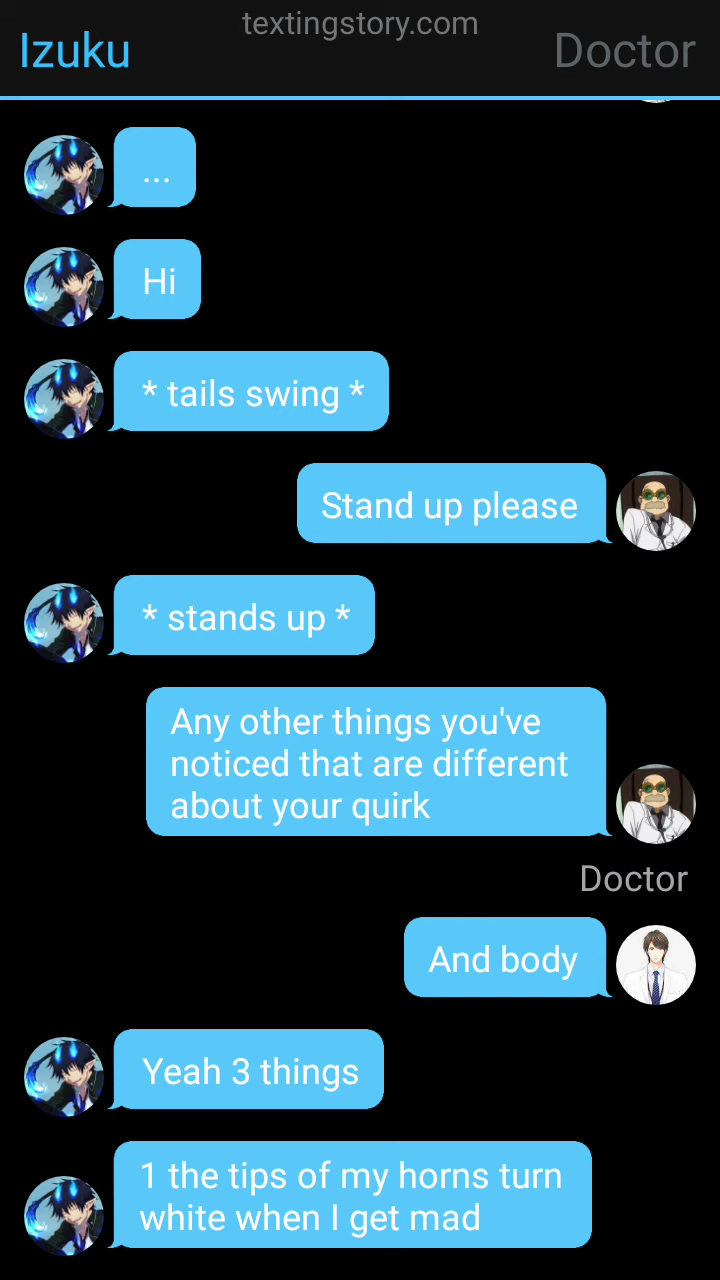 textingstory.com
Izuku
Doctor
...
Hi
* tails swing *
Stand up please
* stands up *
Any other things you've
noticed that are different
about your quirk
Doctor
And body
Yeah 3 things
1 the tips of my horns turn
white when I get mad